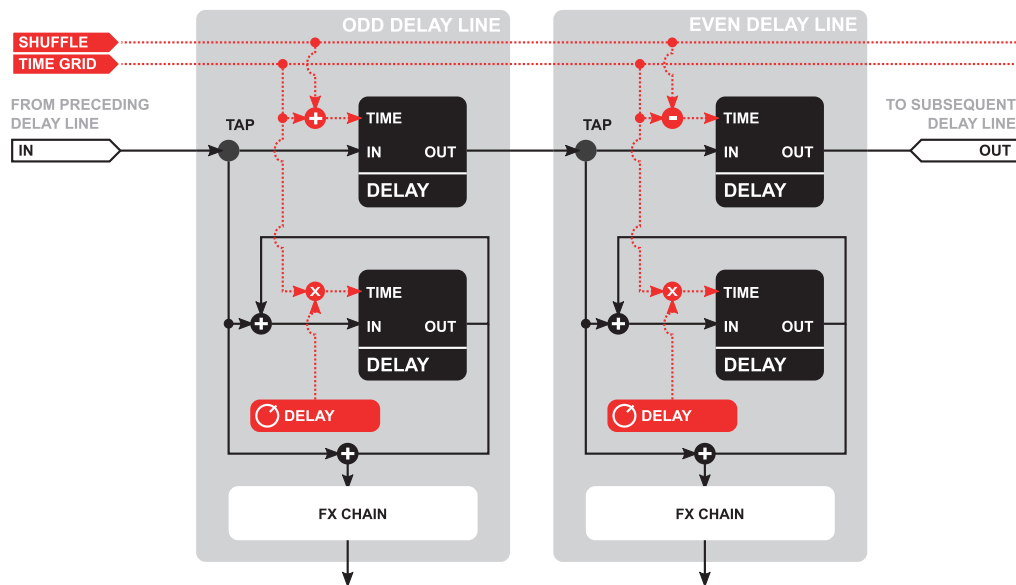 ODD DELAY LINE
EVEN DELAY LINE
SHUFFLE
TIME GRID
FROM PRECEDING
DELAY LINE
IN
TAP
+
TIME
IN OUT
DELAY
TAP
-
TIME
IN OUT
DELAY
TO SUBSEQUENT
DELAY LINE
OUT
x
TIME
+
IN OUT
DELAY
DELAY
+
FX CHAIN
x
TIME
+
IN OUT
DELAY
DELAY
+
FX CHAIN